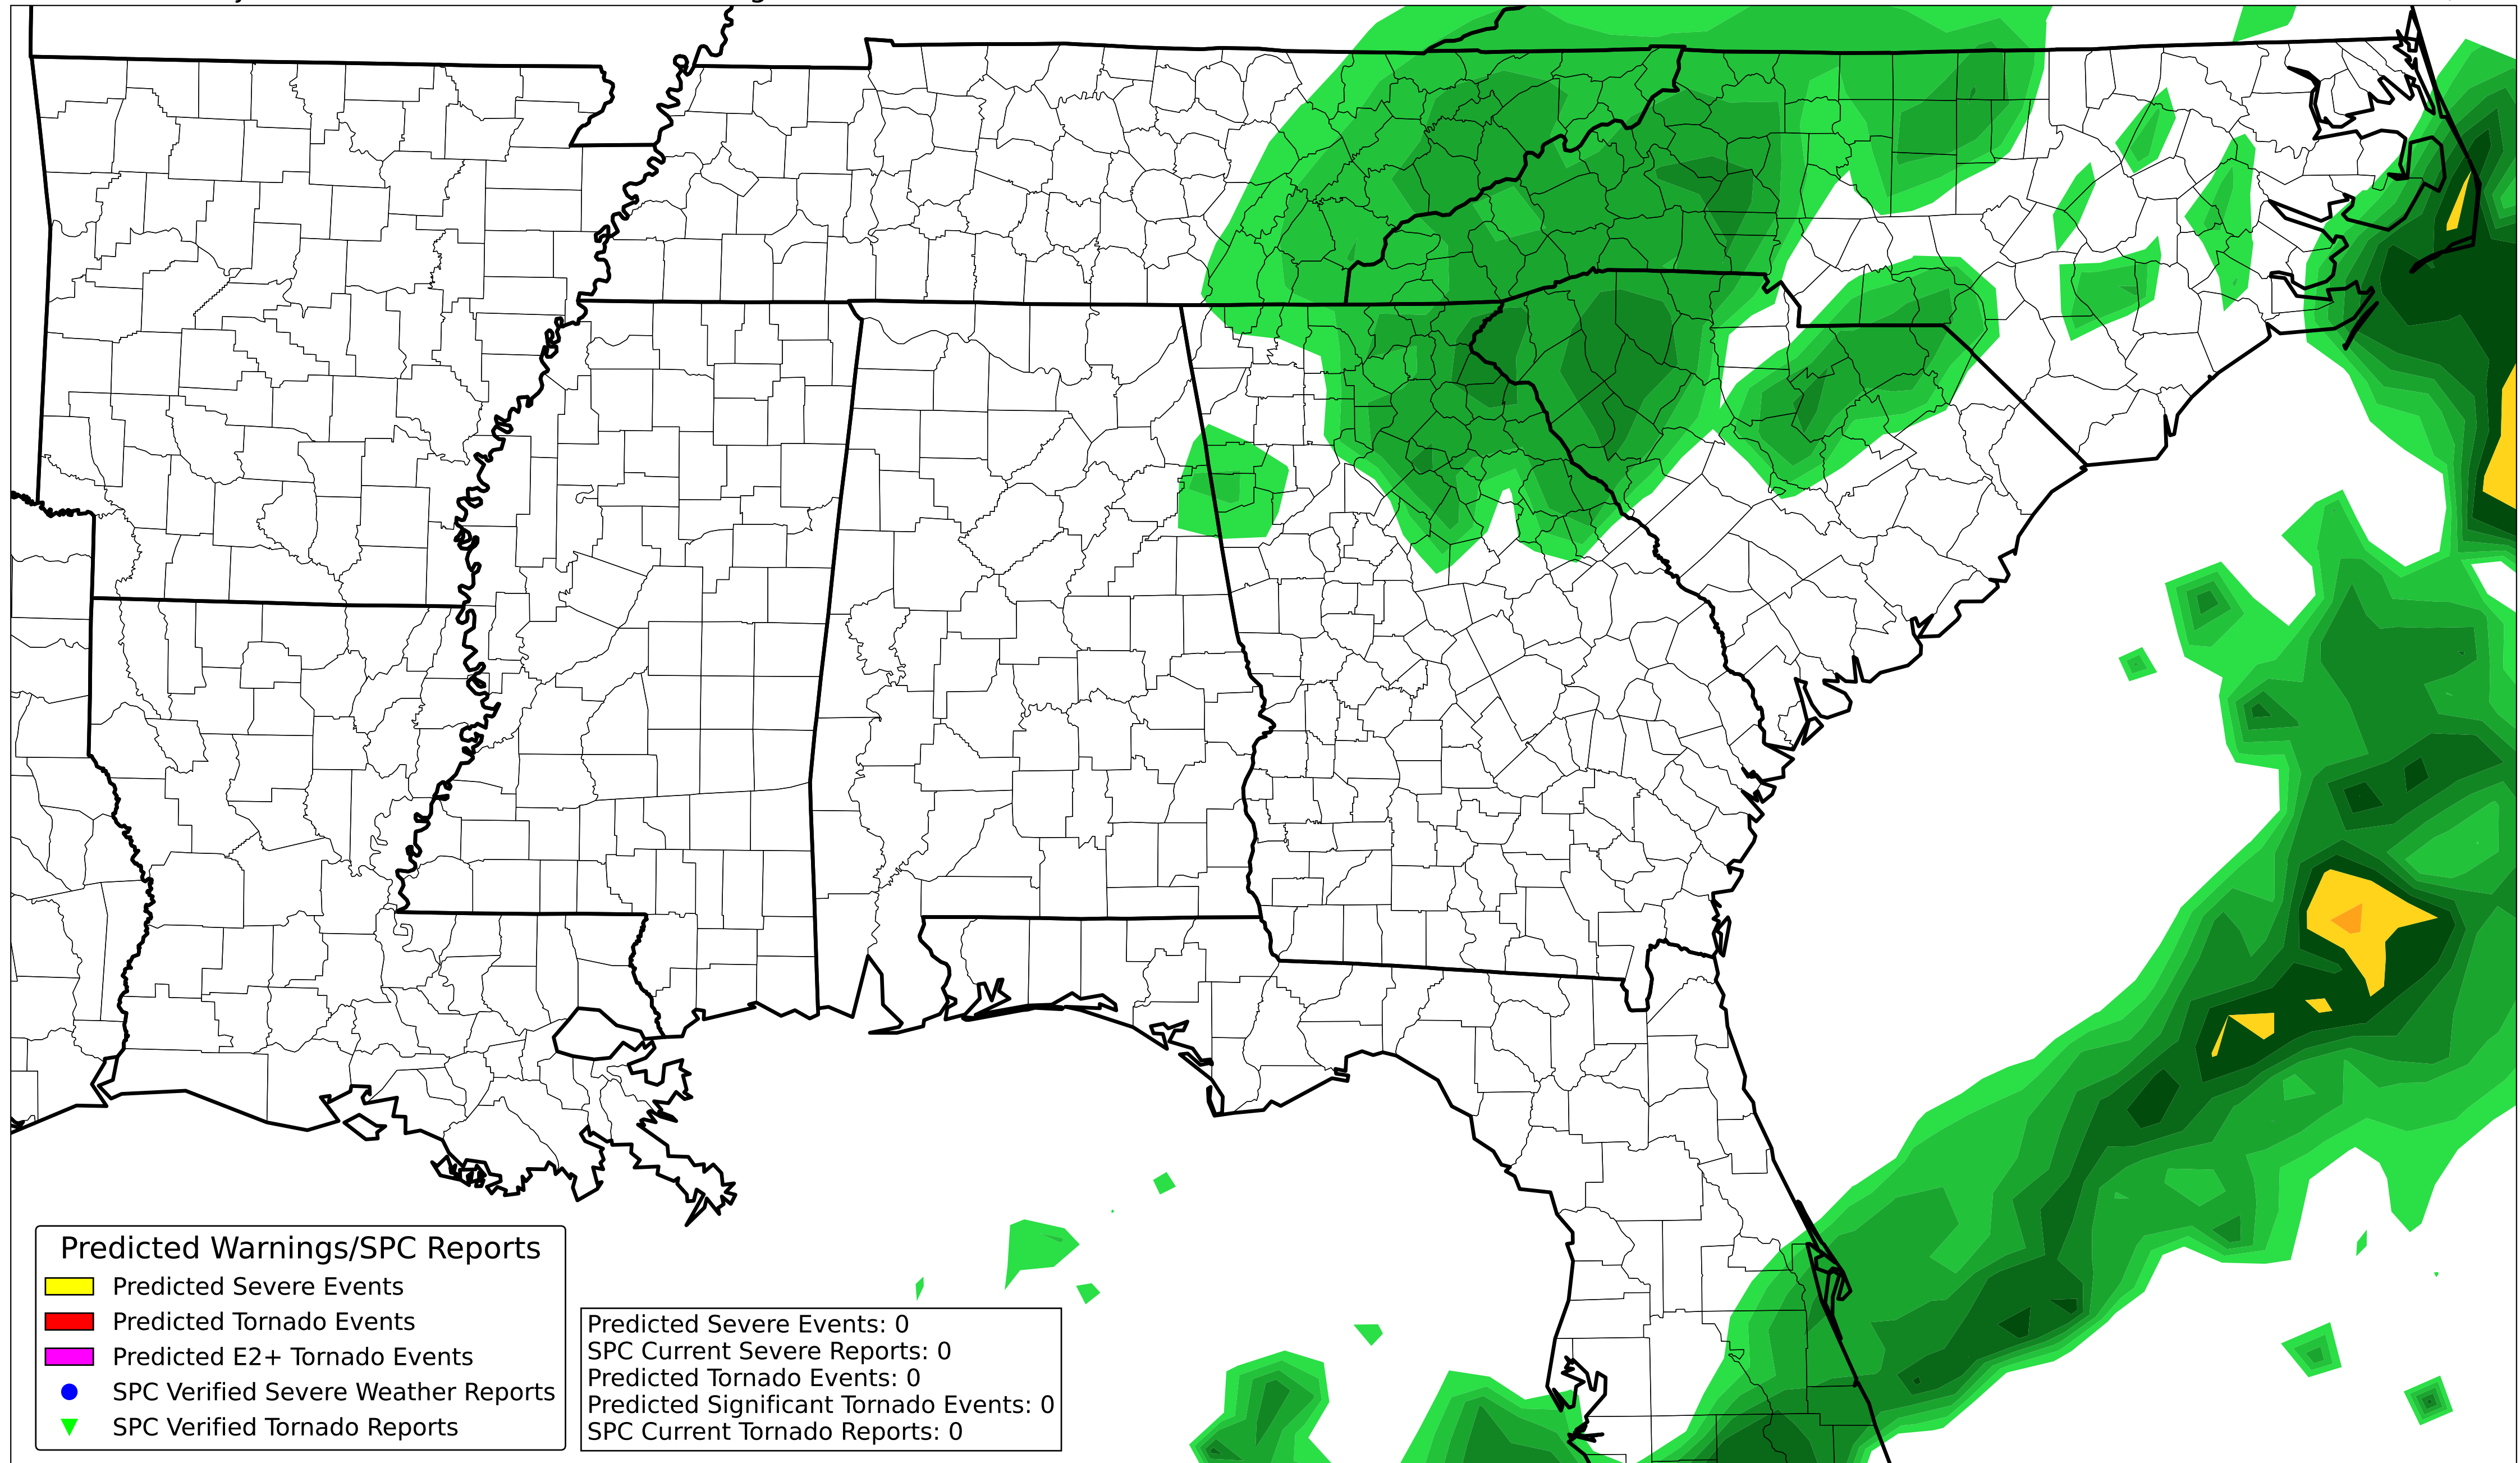 Predicted Warnings/SPC Reports
Predicted Severe Events
Predicted Tornado Events
Predicted E2+ Tornado Events
SPC Verified Severe Weather Reports
SPC Verified Tornado Reports
Predicted Severe Events: 0
SPC Current Severe Reports: 0
Predicted Tornado Events: 0
Predicted Significant Tornado Events: 0
SPC Current Tornado Reports: 0